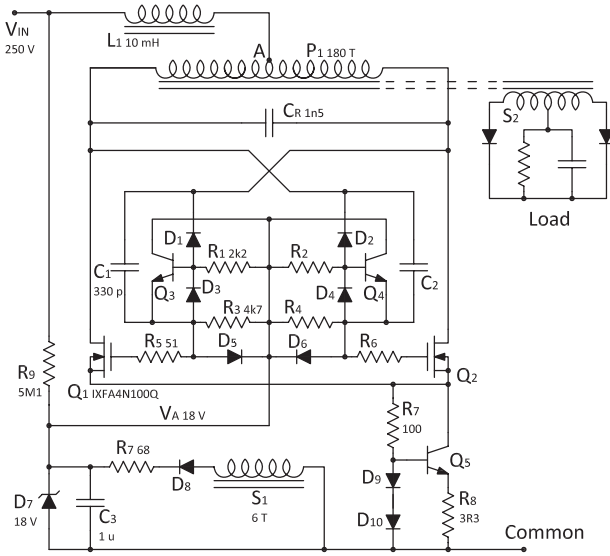 V_IN
250 V
L1 10 mH
A
P1 180 T
CR 1n5
S2
Load
D1
D2
R1 2k2
R2
C1
330 p
Q3
D3
D4
Q4
C2
R3 4k7
R4
R5 51
D5
D6
R6
R9
5M1
Q1 IXFA4N100Q
Q2
VA 18 V
R7
100
R7 68
Q5
D8
S1
6 T
D9
D7
18 V
C3
1 u
R8
3R3
D10
Common